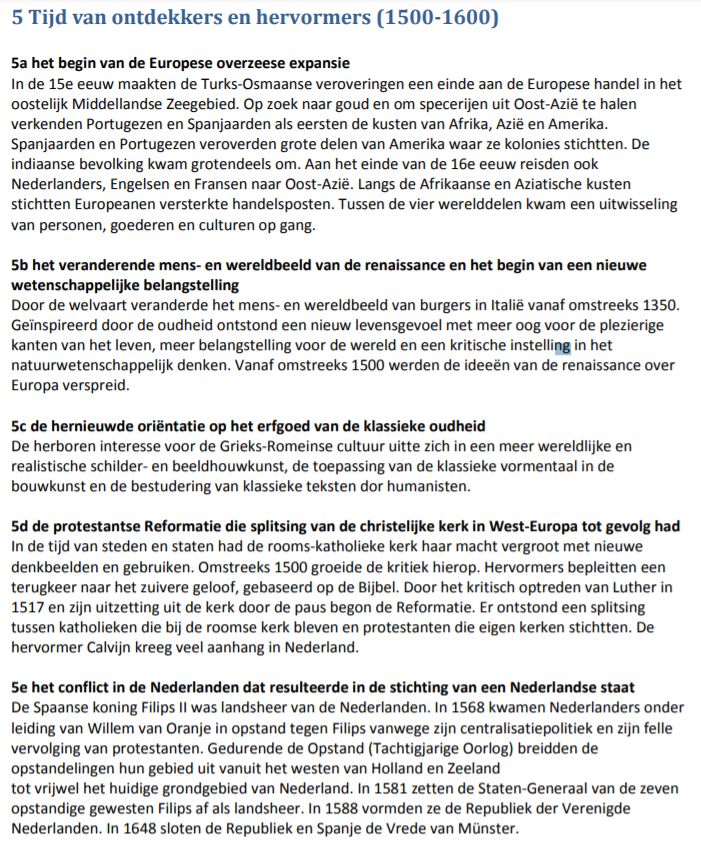 5 Tijd van ontdekkers en hervormers (1500-1600)
5a het begin van de Europese overzeese expansie
In de 15e eeuw maakten de Turks-Osmaanse veroveringen een einde aan de Europese handel in het
oostelijk Middellandse Zeegebied. Op zoek naar goud en om specerijen uit Oost-Azië te halen
verkenden Portugezen en Spanjaarden als eersten de kusten van Afrika, Azië en Amerika.
Spanjaarden en Portugezen veroverden grote delen van Amerika waar ze kolonies stichtten. De
indiaanse bevolking kwam grotendeels om. Aan het einde van de 16e eeuw reisden ook
Nederlanders, Engelsen en Fransen naar Oost-Azië. Langs de Afrikaanse en Aziatische kusten
stichtten Europeanen versterkte handelsposten. Tussen de vier werelddelen kwam een uitwisseling
van personen, goederen en culturen op gang.
5b het veranderende mens- en wereldbeeld van de renaissance en het begin van een nieuwe
wetenschappelijke belangstelling
Door de welvaart veranderde het mens- en wereldbeeld van burgers in Italië vanaf omstreeks 1350.
Geïnspireerd door de oudheid ontstond een nieuw levensgevoel met meer oog voor de plezierige
kanten van het leven, meer belangstelling voor de wereld en een kritische instelling in het
natuurwetenschappelijk denken. Vanaf omstreeks 1500 werden de ideeën van de renaissance over
Europa verspreid.
5c de hernieuwde oriëntatie op het erfgoed van de klassieke oudheid
De herboren interesse voor de Grieks-Romeinse cultuur uitte zich in een meer wereldlijke en
realistische schilder- en beeldhouwkunst, de toepassing van de klassieke vormentaal in de
bouwkunst en de bestudering van klassieke teksten dor humanisten.
5d de protestantse Reformatie die splitsing van de christelijke kerk in West-Europa tot gevolg had
In de tijd van steden en staten had de rooms-katholieke kerk haar macht vergroot met nieuwe
denkbeelden en gebruiken. Omstreeks 1500 groeide de kritiek hierop. Hervormers bepleitten een
terugkeer naar het zuivere geloof, gebaseerd op de Bijbel. Door het kritisch optreden van Luther in
1517 en zijn uitzetting uit de kerk door de paus begon de Reformatie. Er ontstond een splitsing
tussen katholieken die bij de roomse kerk bleven en protestanten die eigen kerken stichtten. De
hervormer Calvijn kreeg veel aanhang in Nederland.
5e het conflict in de Nederlanden dat resulteerde in de stichting van een Nederlandse staat
De Spaanse koning Filips II was landsheer van de Nederlanden. In 1568 kwamen Nederlanders onder
leiding van Willem van Oranje in opstand tegen Filips vanwege zijn centralisatiepolitiek en zijn felle
vervolging van protestanten. Gedurende de Opstand (Tachtigjarige Oorlog) breidden de
opstandelingen hun gebied uit vanuit het westen van Holland en Zeeland
tot vrijwel het huidige grondgebied van Nederland. In 1581 zetten de Staten-Generaal van de zeven
opstandige gewesten Filips af als landsheer. In 1588 vormden ze de Republiek der Verenigde
Nederlanden. In 1648 sloten de Republiek en Spanje de Vrede van Münster.